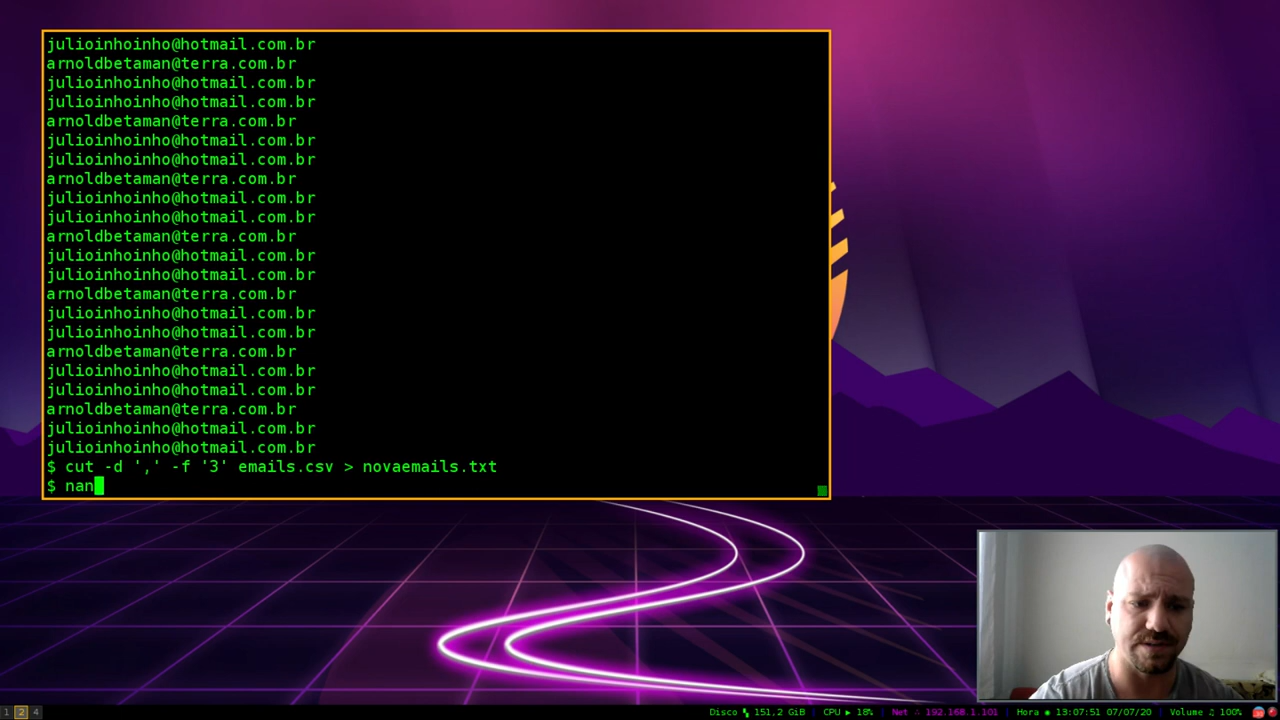 julioinhoinho@hotmail.com.br
arnoldbetaman@terra.com.br
julioinhoinho@hotmail.com.br
julioinhoinho@hotmail.com.br
arnoldbetaman@terra.com.br
julioinhoinho@hotmail.com.br
julioinhoinho@hotmail.com.br
arnoldbetaman@terra.com.br
julioinhoinho@hotmail.com.br
julioinhoinho@hotmail.com.br
arnoldbetaman@terra.com.br
julioinhoinho@hotmail.com.br
julioinhoinho@hotmail.com.br
arnoldbetaman@terra.com.br
julioinhoinho@hotmail.com.br
julioinhoinho@hotmail.com.br
arnoldbetaman@terra.com.br
julioinhoinho@hotmail.com.br
julioinhoinho@hotmail.com.br
arnoldbetaman@terra.com.br
julioinhoinho@hotmail.com.br
julioinhoinho@hotmail.com.br
$ cut -d ',' -f '3' emails.csv > novaemails.txt
$ nan
1 2 4 Disco 151,2 GiB CPU ▶ 18% Net 192.168.1.101 Hora 13:07:51 07/07/20 Volume ♫ 100%